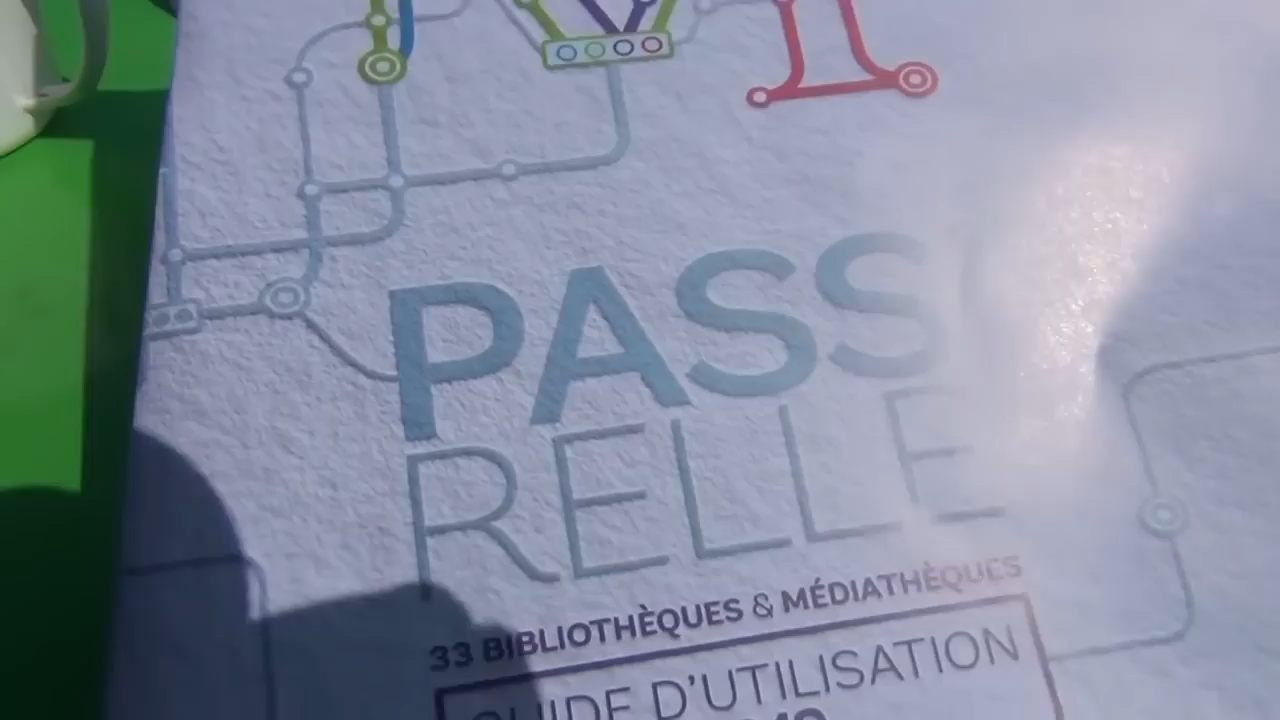 PASS
RELLE
33 BIBLIOTHÈQUES & MÉDIATHÈQUES
GUIDE D'UTILISATION